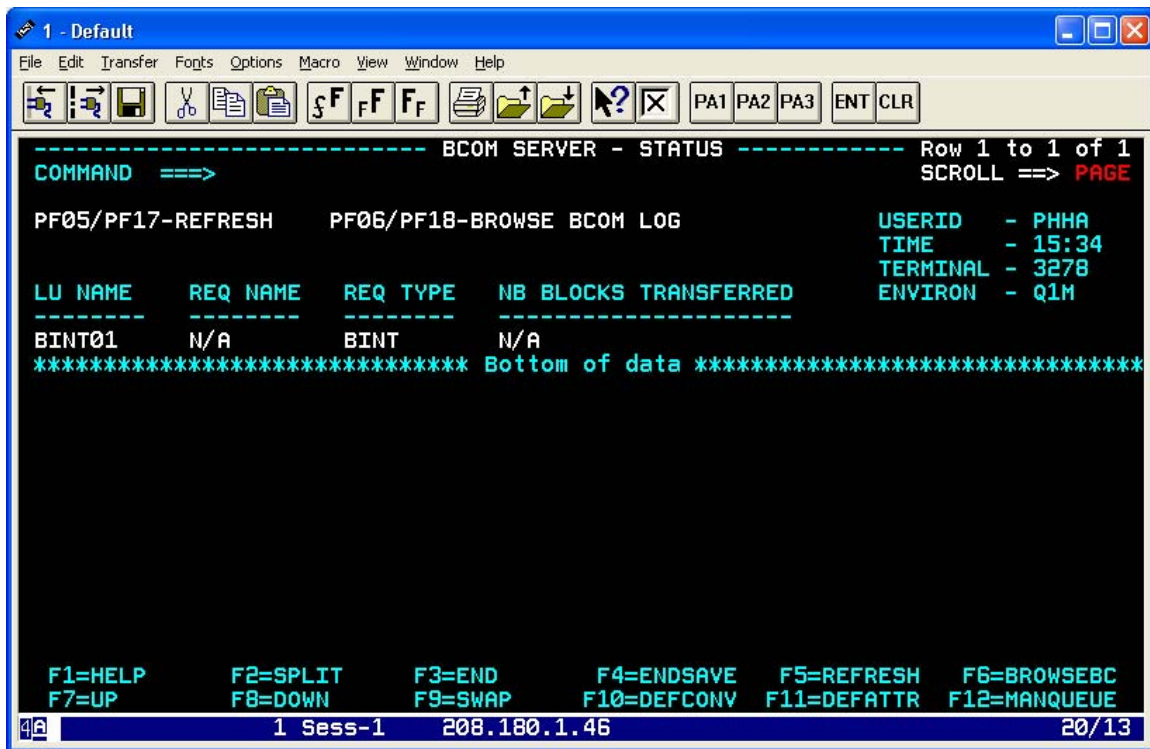 1 - Default
File Edit Transfer Fonts Options Macro View Window Help
PA1 PA2 PA3 ENT CLR
---------------------------- BCOM SERVER - STATUS ------------ Row 1 to 1 of 1
COMMAND ===> SCROLL ==> PAGE
PF05/PF17-REFRESH PF06/PF18-BROWSE BCOM LOG USERID - PHHA
TIME - 15:34
TERMINAL - 3278
LU NAME REQ NAME REQ TYPE NB BLOCKS TRANSFERRED ENVIRON - Q1M
-------- -------- -------- ---------------------
BINT01 N/A BINT N/A
******************************* Bottom of data ********************************
F1=HELP F2=SPLIT F3=END F4=ENDSAVE F5=REFRESH F6=BROWSEBC
F7=UP F8=DOWN F9=SWAP F10=DEFCONV F11=DEFATTR F12=MANQUEUE
4A 1 Sess-1 208.180.1.46 20/13